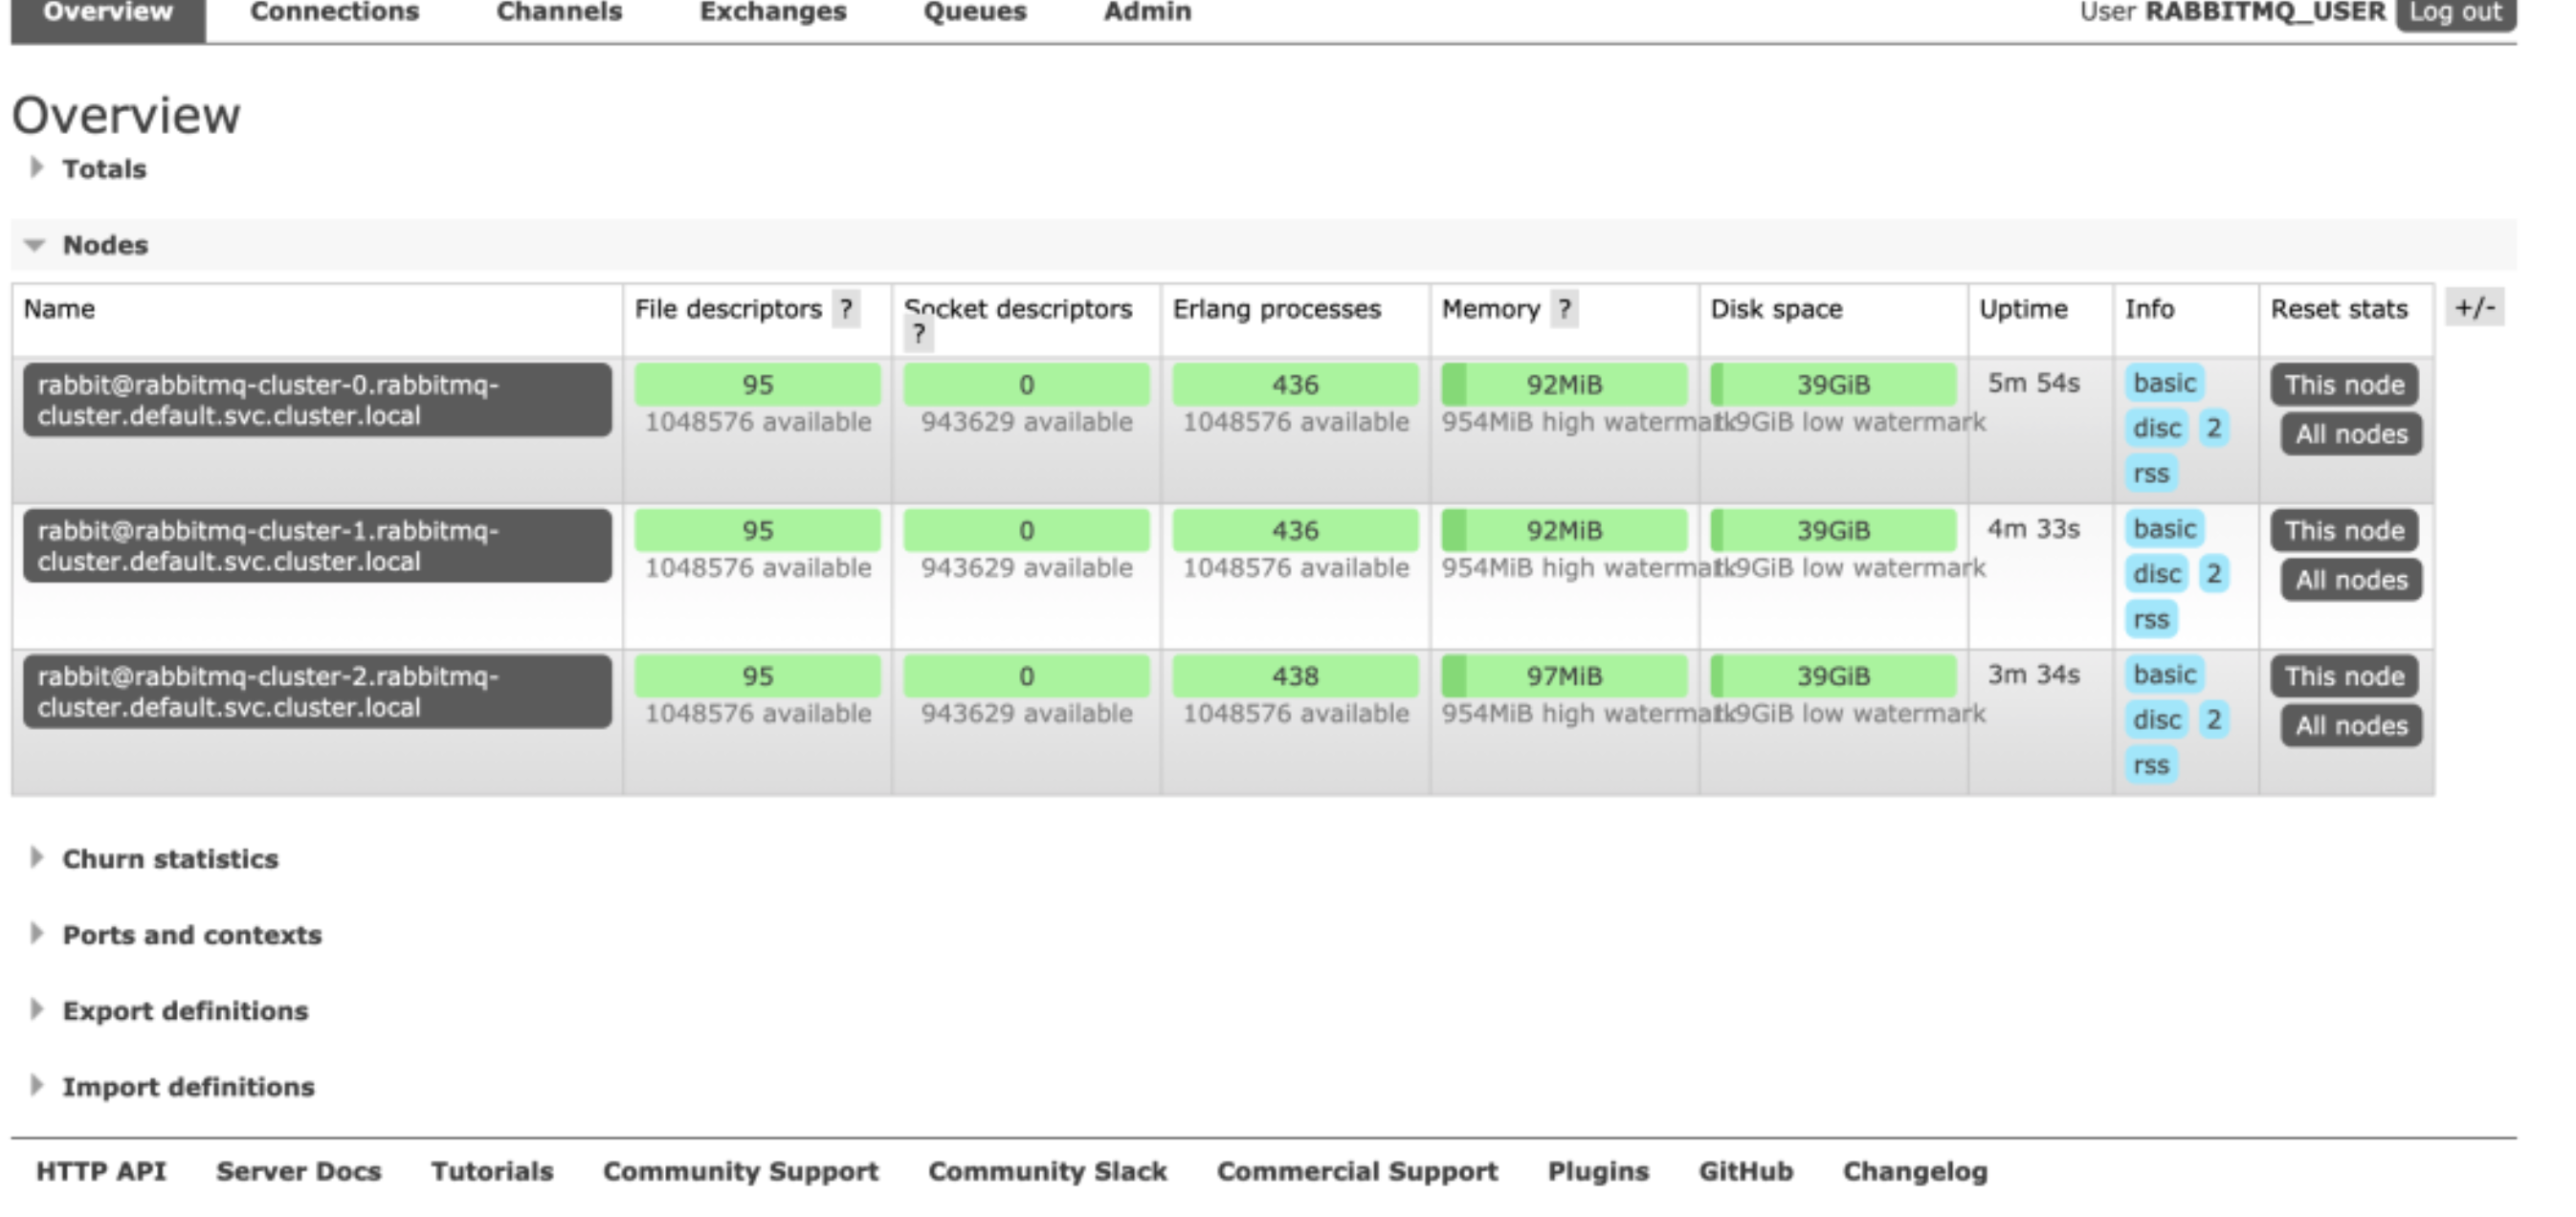 Overview Connections Channels Exchanges Queues Admin User RABBITMQ_USER Log out
Overview
Totals
Nodes
Name File descriptors ? Socket descriptors ? Erlang processes Memory ? Disk space Uptime Info Reset stats +/-
rabbit@rabbitmq-cluster-0.rabbitmq- 95 0 436 92MiB 39GiB 5m 54s basic This node
cluster.default.svc.cluster.local 1048576 available 943629 available 1048576 available 954MiB high watermark 1.9GiB low watermark disc 2 All nodes
rss
rabbit@rabbitmq-cluster-1.rabbitmq- 95 0 436 92MiB 39GiB 4m 33s basic This node
cluster.default.svc.cluster.local 1048576 available 943629 available 1048576 available 954MiB high watermark 1.9GiB low watermark disc 2 All nodes
rss
rabbit@rabbitmq-cluster-2.rabbitmq- 95 0 438 97MiB 39GiB 3m 34s basic This node
cluster.default.svc.cluster.local 1048576 available 943629 available 1048576 available 954MiB high watermark 1.9GiB low watermark disc 2 All nodes
rss
Churn statistics
Ports and contexts
Export definitions
Import definitions
HTTP API Server Docs Tutorials Community Support Community Slack Commercial Support Plugins GitHub Changelog